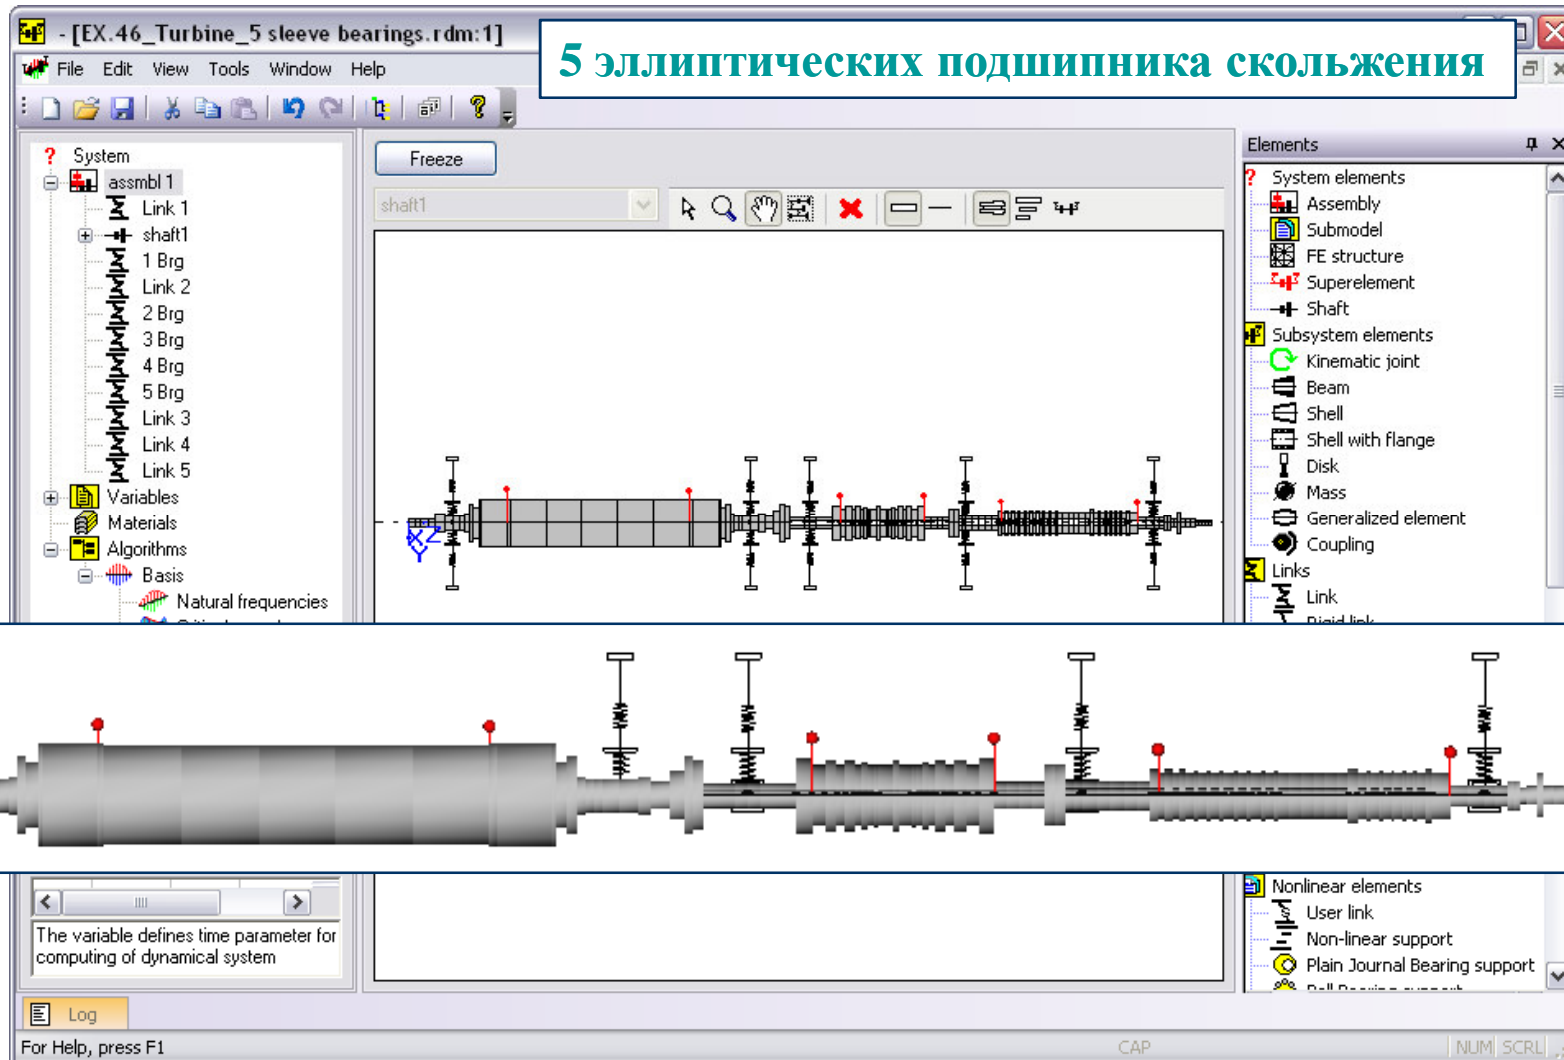 - [EX.46_Turbine_5 sleeve bearings.rdm:1]
5 эллиптических подшипника скольжения
File Edit View Tools Window Help
Freeze
shaft1
System
assmbl 1
Link 1
shaft1
1 Brg
Link 2
2 Brg
3 Brg
4 Brg
5 Brg
Link 3
Link 4
Link 5
Variables
Materials
Algorithms
Basis
Natural frequencies
X Z
Y
Elements
System elements
Assembly
Submodel
FE structure
Superelement
Shaft
Subsystem elements
Kinematic joint
Beam
Shell
Shell with flange
Disk
Mass
Generalized element
Coupling
Links
Link
Rigid link
The variable defines time parameter for
computing of dynamical system
Nonlinear elements
User link
Non-linear support
Plain Journal Bearing support
Log
For Help, press F1
CAP
NUM SCRL